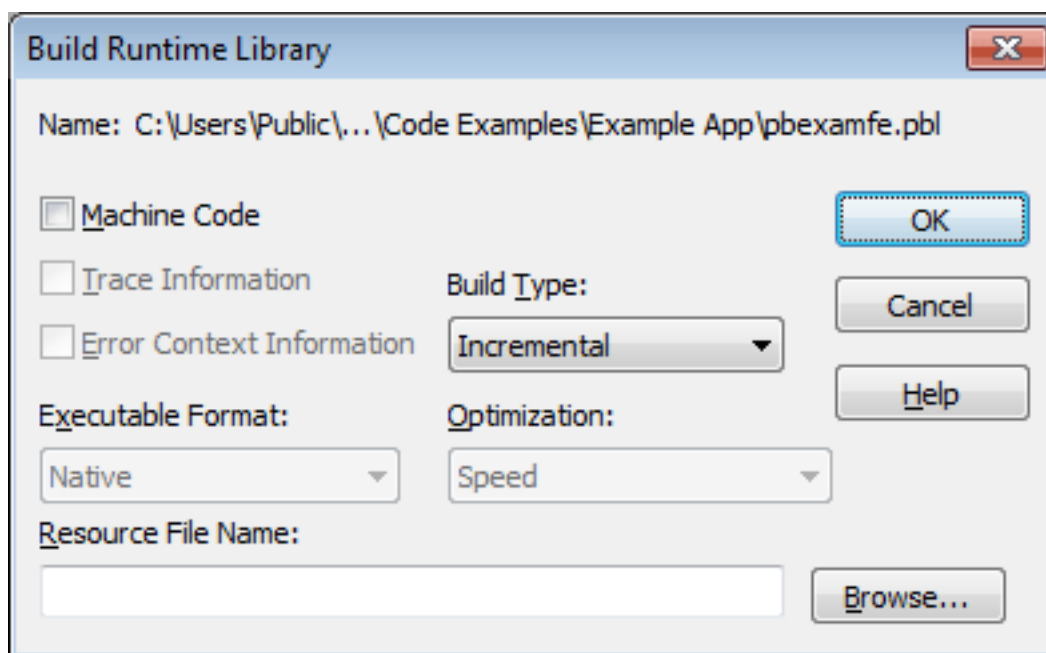 Build Runtime Library
Name: C:\Users\Public\...\Code Examples\Example App\pbexamfe.pbl
Machine Code
OK
Trace Information
Build Type:
Cancel
Error Context Information
Incremental
Help
Executable Format:
Optimization:
Native
Speed
Resource File Name:
Browse...